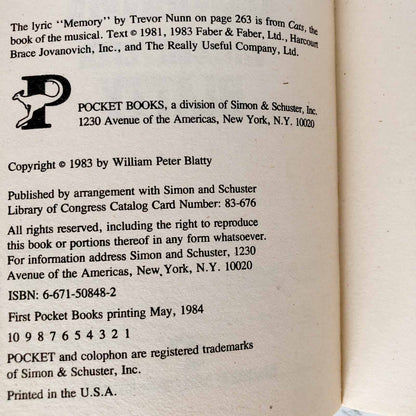 The lyric "Memory" by Trevor Nunn on page 263 is from Cats, the
book of the musical. Text © 1981, 1983 Faber & Faber, Ltd., Harcourt
Brace Jovanovich, Inc., and The Really Useful Company, Ltd.
P
POCKET BOOKS, a division of Simon & Schuster, Inc.
1230 Avenue of the Americas, New York, N.Y. 10020
Copyright © 1983 by William Peter Blatty
Published by arrangement with Simon and Schuster
Library of Congress Catalog Card Number: 83-676
All rights reserved, including the right to reproduce
this book or portions thereof in any form whatsoever.
For information address Simon and Schuster, 1230
Avenue of the Americas, New York, N.Y. 10020
ISBN: 6-671-50848-2
First Pocket Books printing May, 1984
10 9 8 7 6 5 4 3 2 1
POCKET and colophon are registered trademarks
of Simon & Schuster, Inc.
Printed in the U.S.A.